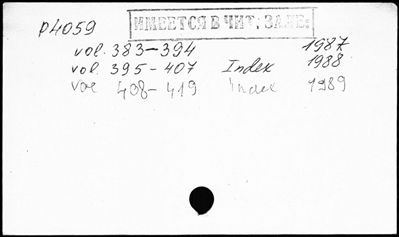 P4059
ИМЕЕТСЯ В ЧИТ. ЗАЛЕ.
vol. 383-394 1987
vol. 395-407 Index 1988
vol 408-419 Index 1989